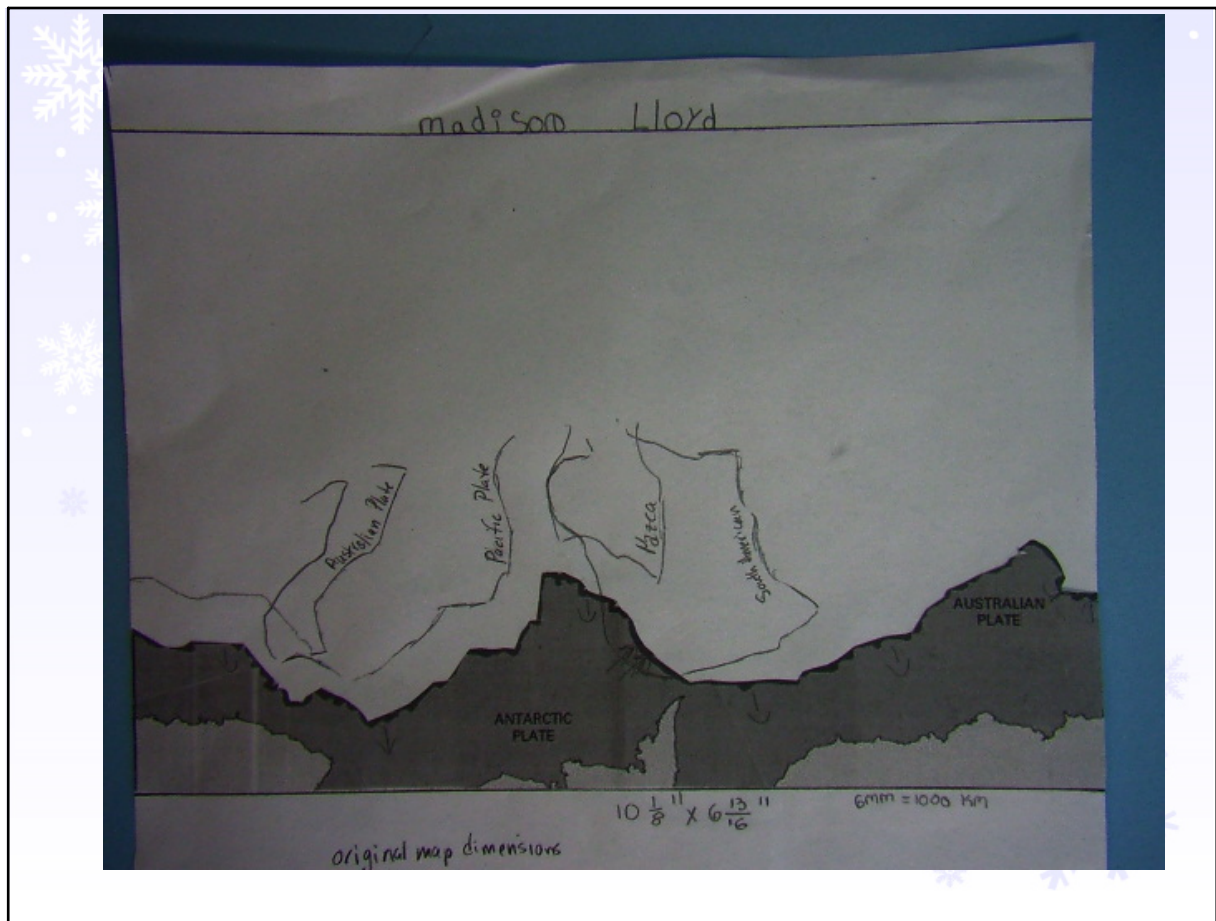 madison Lloyd
Australian Plate
Pacific Plate
Nazca
South American
AUSTRALIAN
PLATE
ANTARCTIC
PLATE
10 1/8" x 6 13/16"
6mm = 1000 Km
original map dimensions